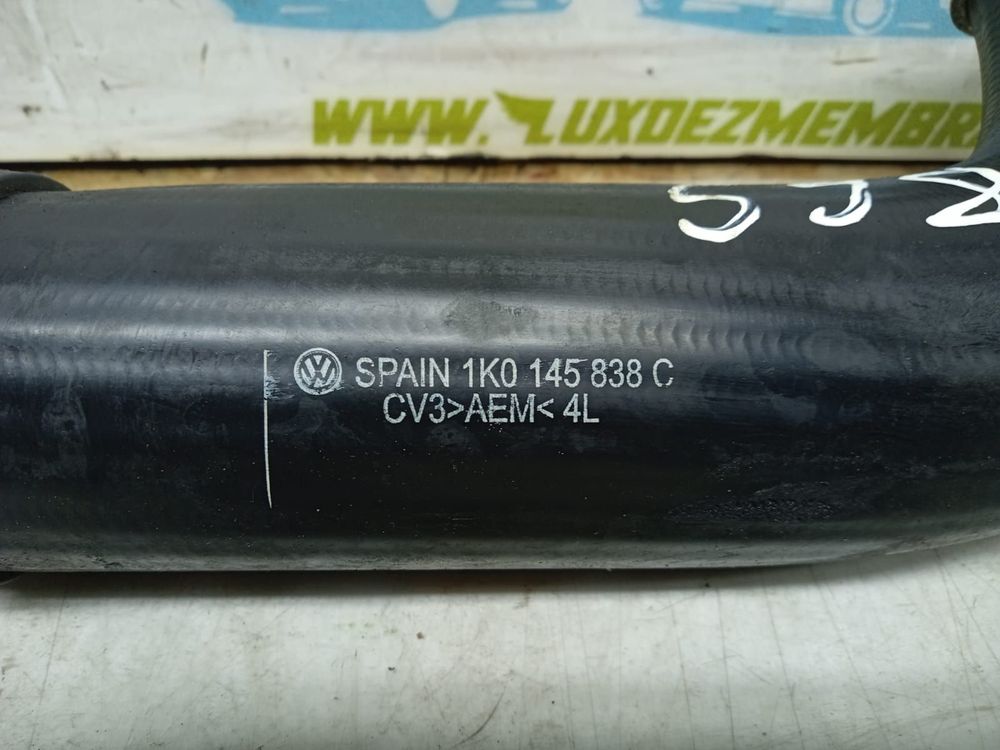 WWW. LUXDEZMEMBR
SPAIN 1K0 145 838 C
CV3>AEM< 4L